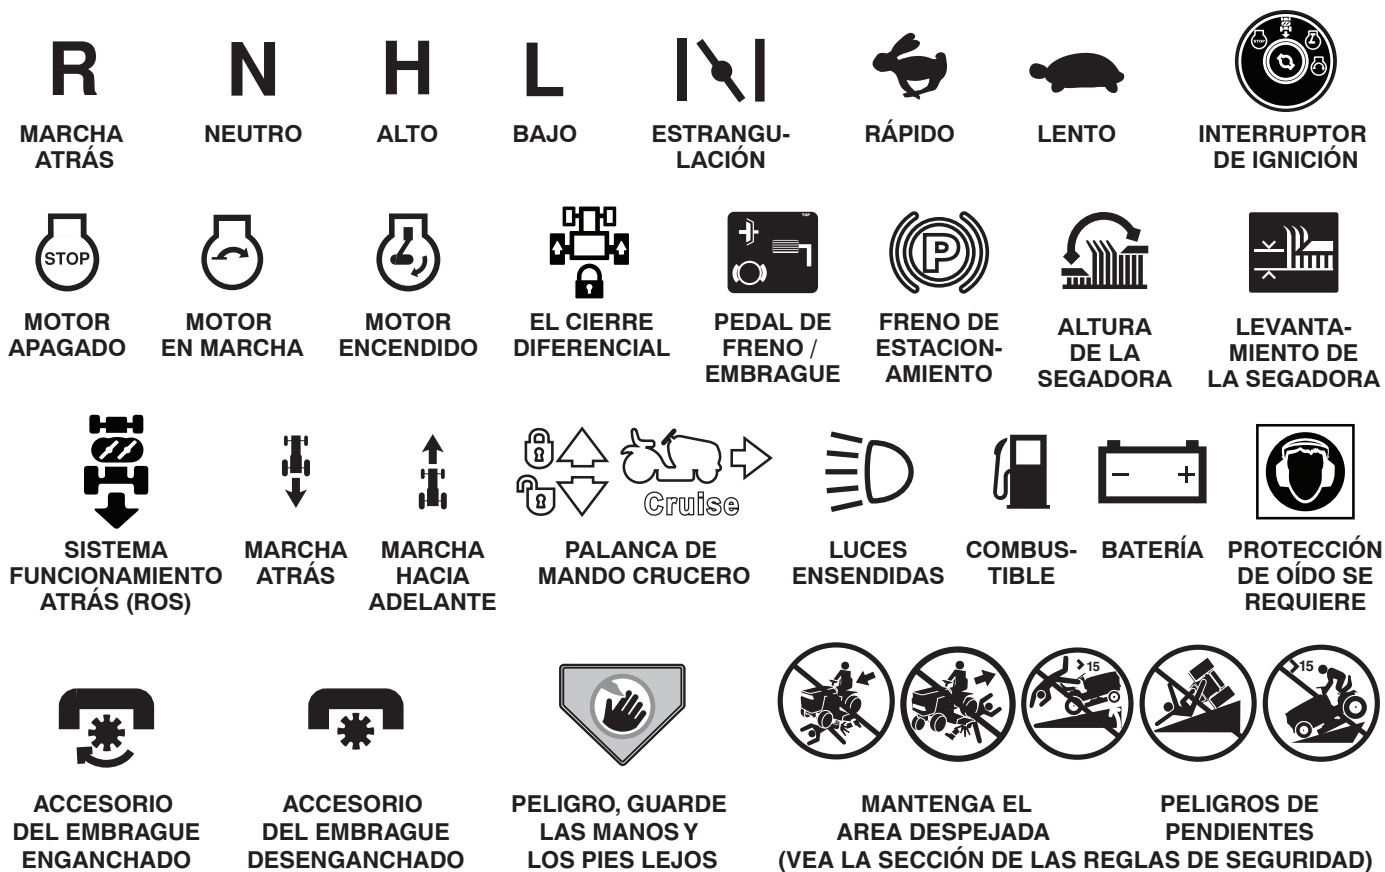 R N H L
STOP
MARCHA NEUTRO ALTO BAJO ESTRANGU- RÁPIDO LENTO INTERRUPTOR
ATRÁS LACIÓN DE IGNICIÓN
TOP
STOP P
MOTOR MOTOR MOTOR EL CIERRE PEDAL DE FRENO DE ALTURA LEVANTA-
APAGADO EN MARCHA ENCENDIDO DIFERENCIAL FRENO / ESTACION- DE LA MIENTO DE
EMBRAGUE AMIENTO SEGADORA LA SEGADORA
Cruise
SISTEMA MARCHA MARCHA PALANCA DE LUCES COMBUS- BATERÍA PROTECCIÓN
FUNCIONAMIENTO ATRÁS HACIA MANDO CRUCERO ENSENDIDAS TIBLE DE OÍDO SE
ATRÁS (ROS) ADELANTE REQUIERE
>15 >15
ACCESORIO ACCESORIO PELIGRO, GUARDE MANTENGA EL PELIGROS DE
DEL EMBRAGUE DEL EMBRAGUE LAS MANOS Y AREA DESPEJADA PENDIENTES
ENGANCHADO DESENGANCHADO LOS PIES LEJOS (VEA LA SECCIÓN DE LAS REGLAS DE SEGURIDAD)